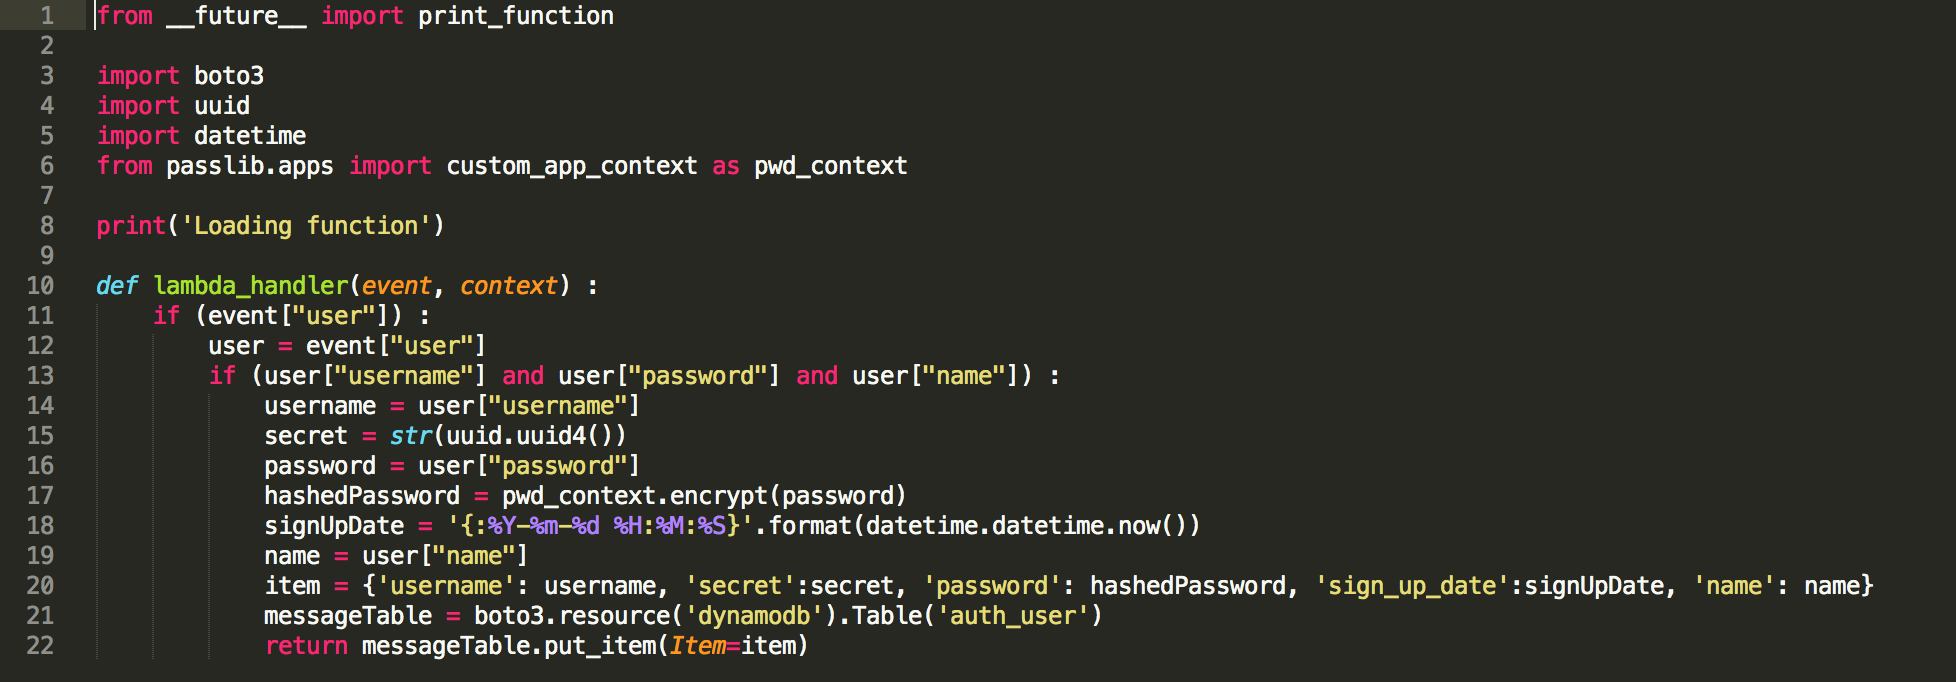 1 from __future__ import print_function
2
3 import boto3
4 import uuid
5 import datetime
6 from passlib.apps import custom_app_context as pwd_context
7
8 print('Loading function')
9
10 def lambda_handler(event, context) :
11     if (event["user"]) :
12         user = event["user"]
13         if (user["username"] and user["password"] and user["name"]) :
14             username = user["username"]
15             secret = str(uuid.uuid4())
16             password = user["password"]
17             hashedPassword = pwd_context.encrypt(password)
18             signUpDate = '{:%Y-%m-%d %H:%M:%S}'.format(datetime.datetime.now())
19             name = user["name"]
20             item = {'username': username, 'secret':secret, 'password': hashedPassword, 'sign_up_date':signUpDate, 'name': name}
21             messageTable = boto3.resource('dynamodb').Table('auth_user')
22             return messageTable.put_item(Item=item)